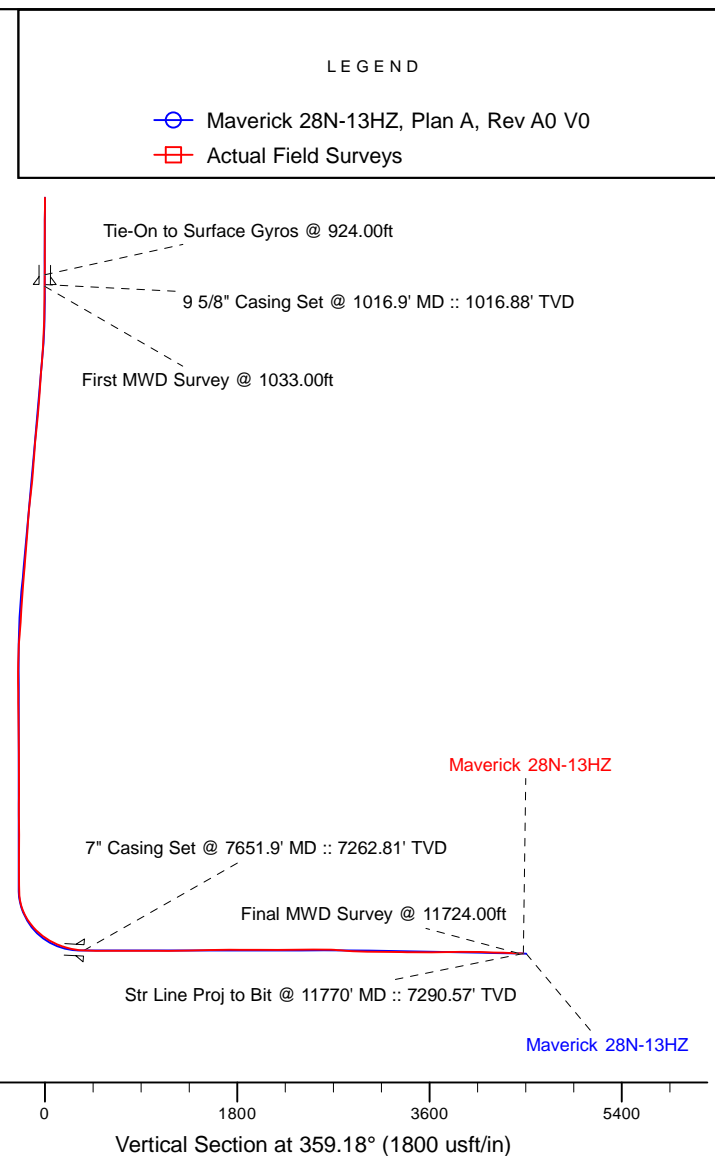 LEGEND
Maverick 28N-13HZ, Plan A, Rev A0 V0
Actual Field Surveys
Tie-On to Surface Gyros @ 924.00ft
9 5/8" Casing Set @ 1016.9' MD :: 1016.88' TVD
First MWD Survey @ 1033.00ft
Maverick 28N-13HZ
7" Casing Set @ 7651.9' MD :: 7262.81' TVD
Final MWD Survey @ 11724.00ft
Str Line Proj to Bit @ 11770' MD :: 7290.57' TVD
Maverick 28N-13HZ
0 1800 3600 5400
Vertical Section at 359.18° (1800 usft/in)